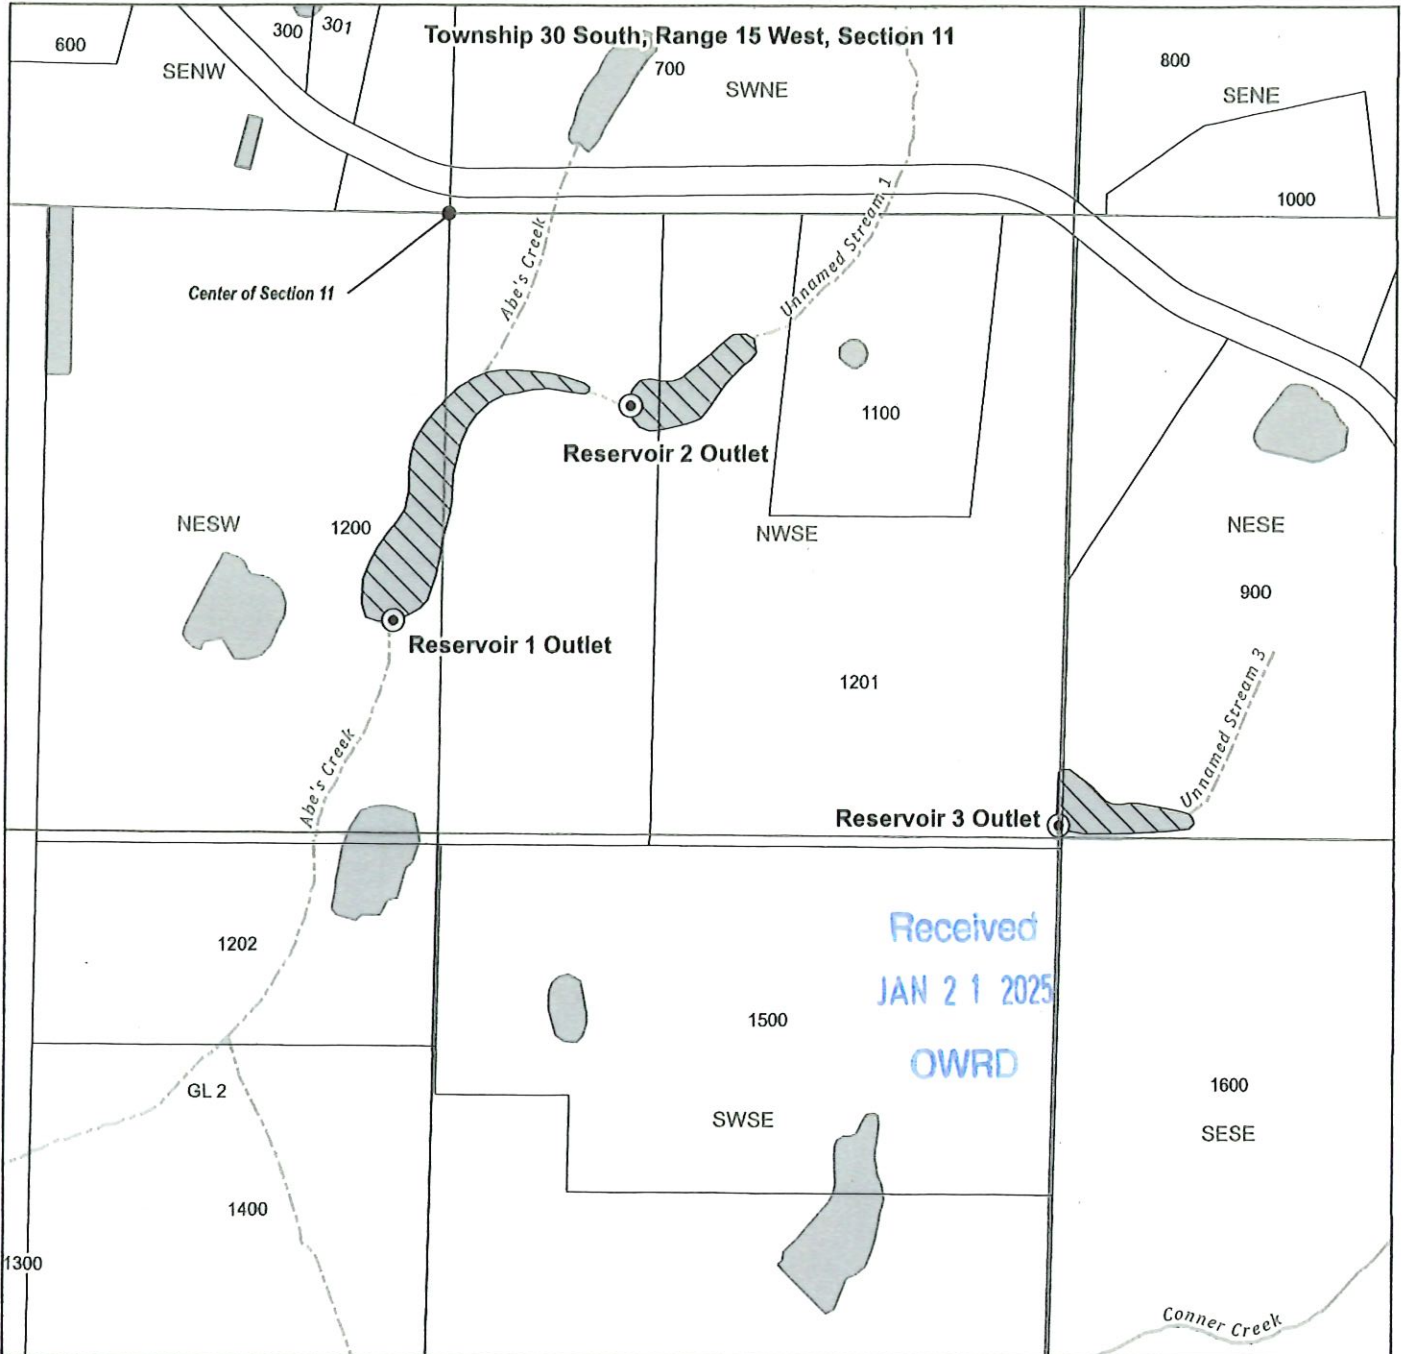 Township 30 South, Range 15 West, Section 11
600
300
301
SENW
700
SWNE
800
SENE
1000
Center of Section 11
Abe's Creek
Unnamed Stream 1
1100
Reservoir 2 Outlet
NESW
1200
NWSE
NESE
900
Reservoir 1 Outlet
1201
Unnamed Stream 3
Abe's Creek
Reservoir 3 Outlet
Received
JAN 21 2025
OWRD
1202
1500
GL 2
SWSE
1600
SESE
1400
1300
Conner Creek